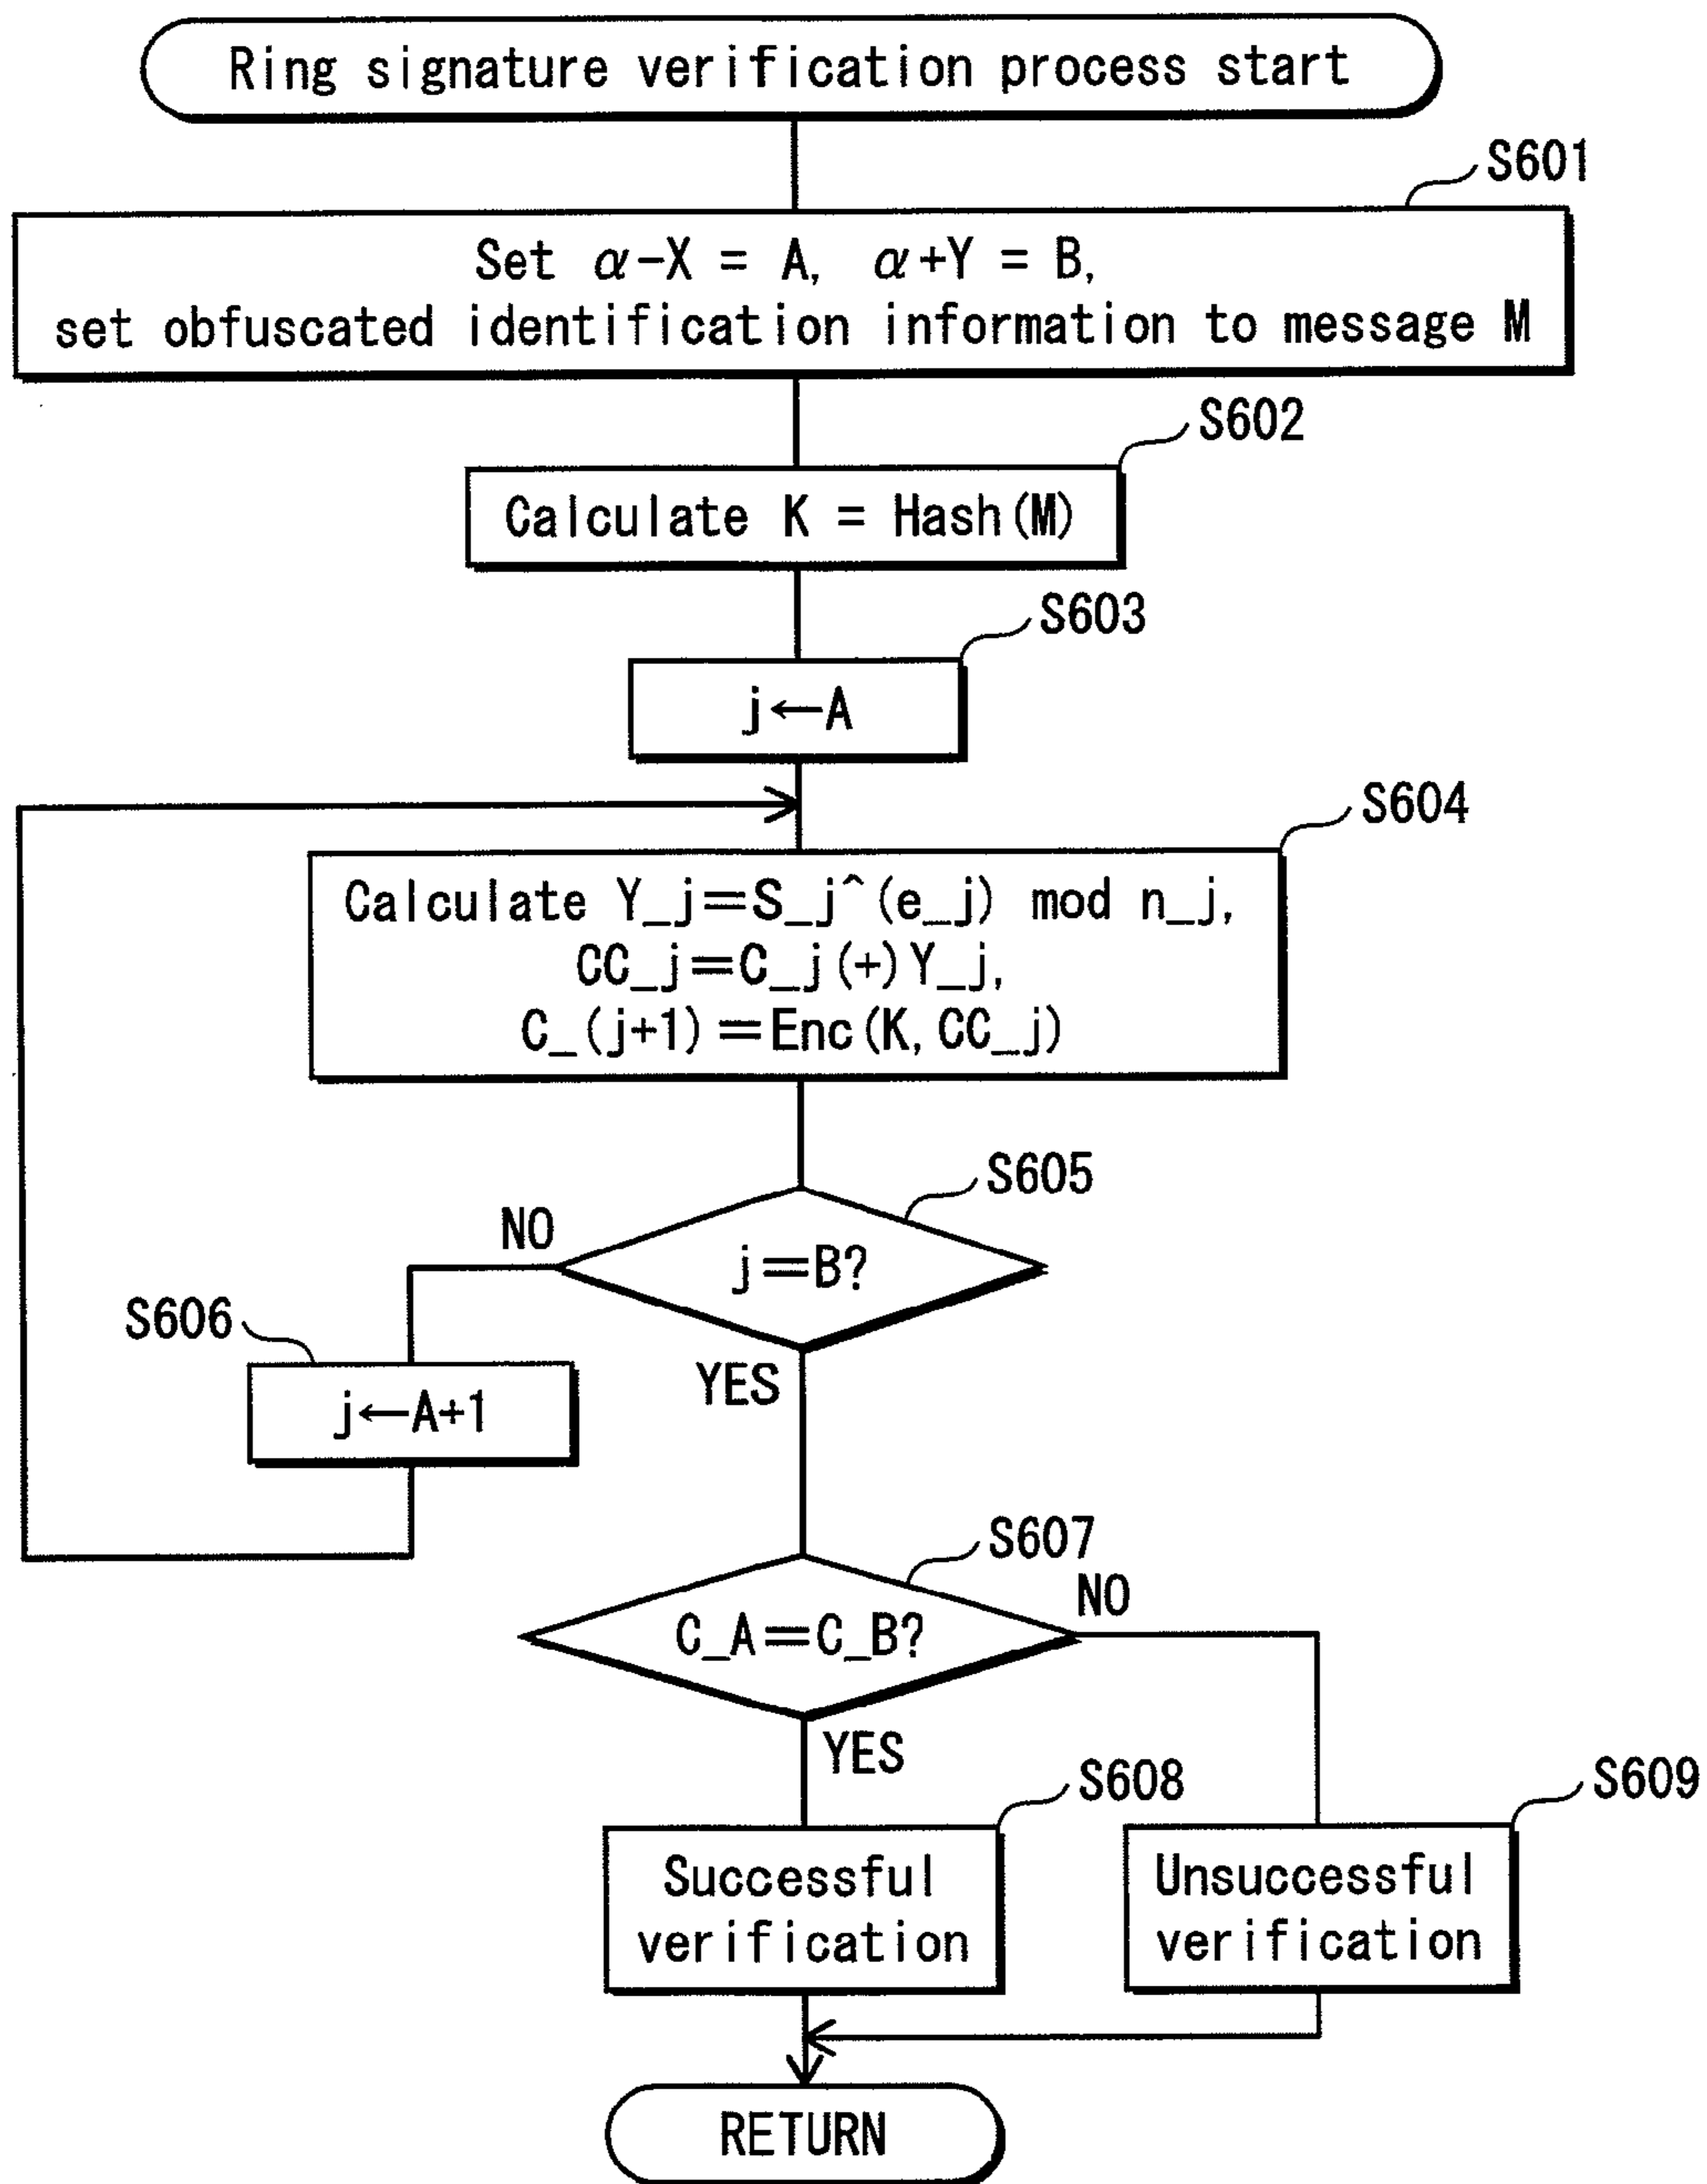 Ring signature verification process start
S601
Set α-X = A, α+Y = B,
set obfuscated identification information to message M
S602
Calculate K = Hash(M)
S603
j←A
S604
Calculate Y_j=S_j^(e_j) mod n_j,
CC_j=C_j(+)Y_j,
C_(j+1)=Enc(K,CC_j)
S605
NO
j=B?
S606
YES
j←A+1
S607
NO
C_A=C_B?
YES
S608
S609
Successful
verification
Unsuccessful
verification
RETURN